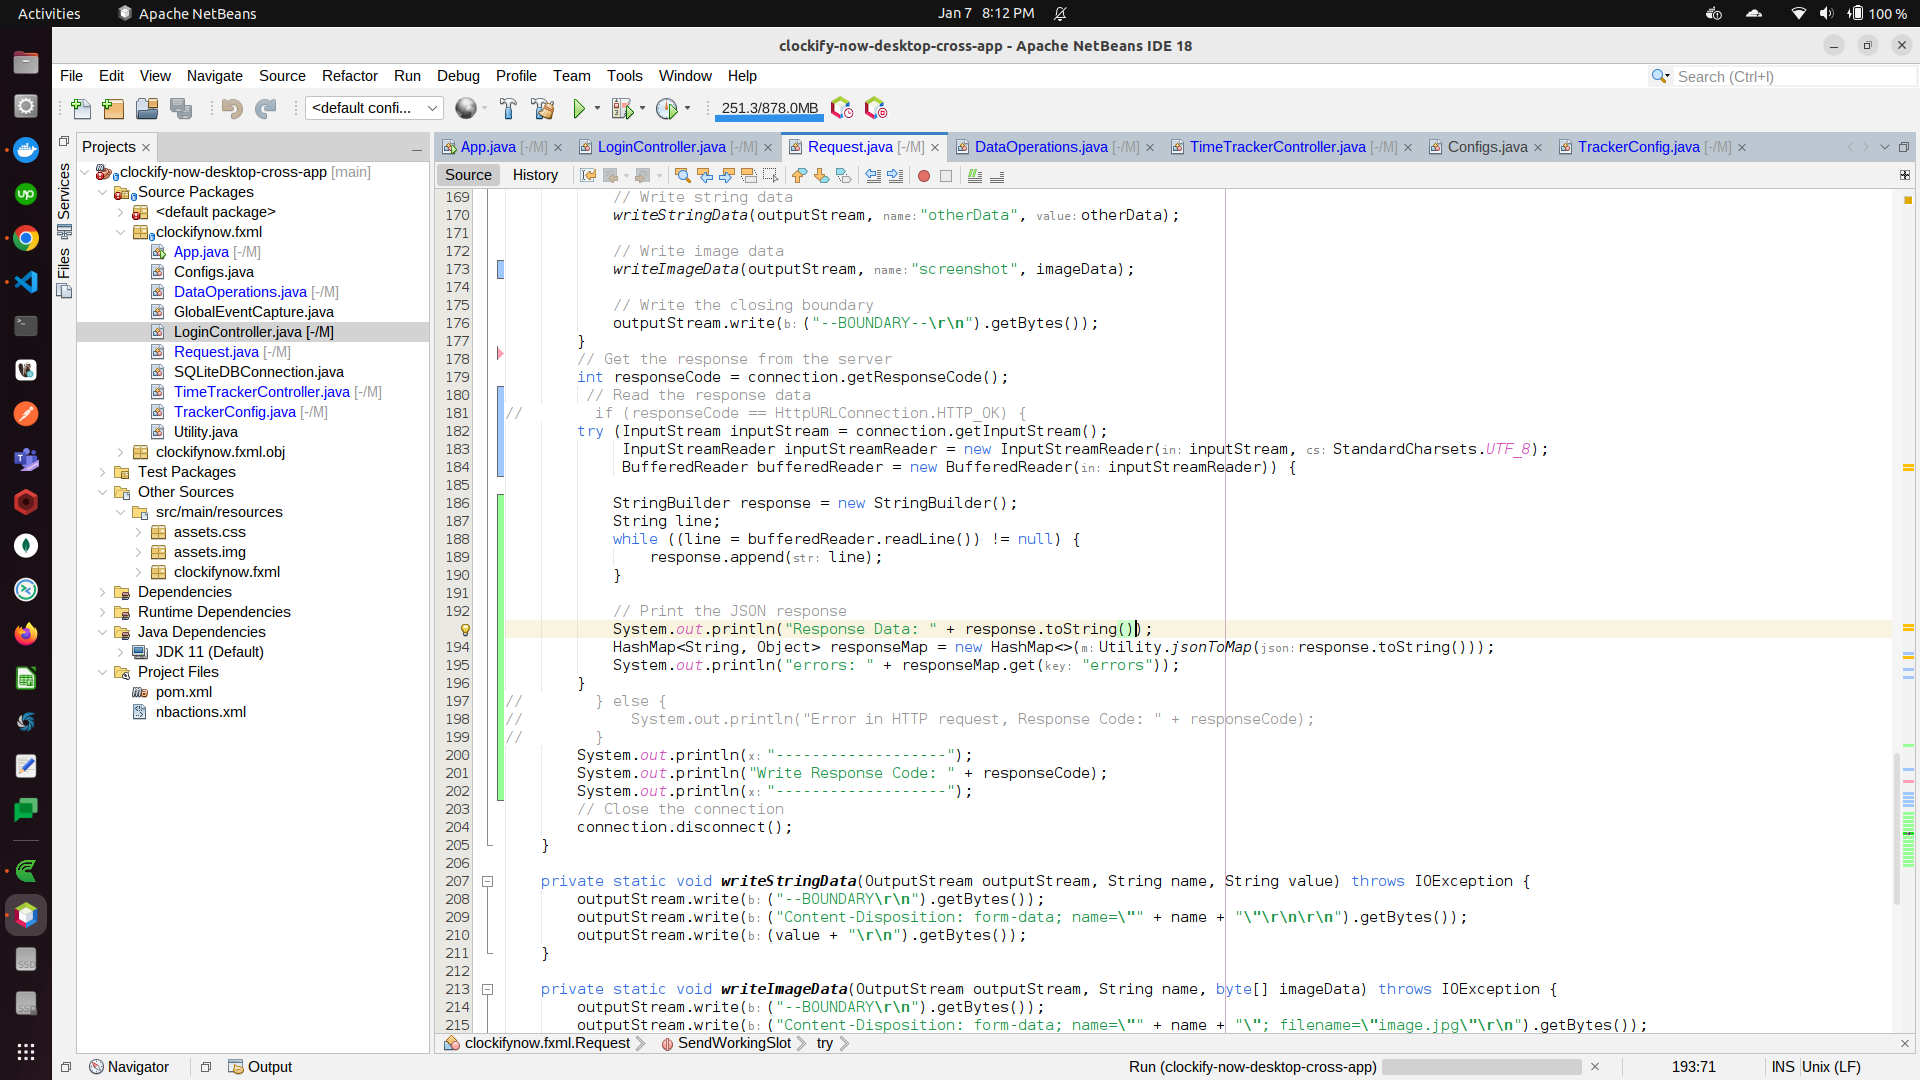 Activities
Apache NetBeans
Jan 7 8:12 PM
100 %
clockify-now-desktop-cross-app - Apache NetBeans IDE 18
File Edit View Navigate Source Refactor Run Debug Profile Team Tools Window Help
Search (Ctrl+I)
<default confi...
251.3/878.0MB
Services
Files
Projects
clockify-now-desktop-cross-app [main]
Source Packages
<default package>
clockifynow.fxml
App.java [-/M]
Configs.java
DataOperations.java [-/M]
GlobalEventCapture.java
LoginController.java [-/M]
Request.java [-/M]
SQLiteDBConnection.java
TimeTrackerController.java [-/M]
TrackerConfig.java [-/M]
Utility.java
clockifynow.fxml.obj
Test Packages
Other Sources
src/main/resources
assets.css
assets.img
clockifynow.fxml
Dependencies
Runtime Dependencies
Java Dependencies
JDK 11 (Default)
Project Files
pom.xml
nbactions.xml
App.java [-/M] LoginController.java [-/M] Request.java [-/M] DataOperations.java [-/M] TimeTrackerController.java [-/M] Configs.java TrackerConfig.java [-/M]
Source History
169 // Write string data
170 writeStringData(outputStream, name: "otherData", value: otherData);
171
172 // Write image data
173 writeImageData(outputStream, name: "screenshot", imageData);
174
175 // Write the closing boundary
176 outputStream.write(b: ("--BOUNDARY--\r\n").getBytes());
177 }
178 // Get the response from the server
179 int responseCode = connection.getResponseCode();
180 // Read the response data
181 // if (responseCode == HttpURLConnection.HTTP_OK) {
182 try (InputStream inputStream = connection.getInputStream();
183 InputStreamReader inputStreamReader = new InputStreamReader(in: inputStream, cs: StandardCharsets.UTF_8);
184 BufferedReader bufferedReader = new BufferedReader(in: inputStreamReader)) {
185
186 StringBuilder response = new StringBuilder();
187 String line;
188 while ((line = bufferedReader.readLine()) != null) {
189 response.append(str: line);
190 }
191
192 // Print the JSON response
System.out.println("Response Data: " + response.toString());
194 HashMap<String, Object> responseMap = new HashMap<>(m: Utility.jsonToMap(json: response.toString()));
195 System.out.println("errors: " + responseMap.get(key: "errors"));
196 }
197 // } else {
198 // System.out.println("Error in HTTP request, Response Code: " + responseCode);
199 // }
200 System.out.println(x: "-------------------");
201 System.out.println("Write Response Code: " + responseCode);
202 System.out.println(x: "-------------------");
203 // Close the connection
204 connection.disconnect();
205 }
206
207 private static void writeStringData(OutputStream outputStream, String name, String value) throws IOException {
208 outputStream.write(b: ("--BOUNDARY\r\n").getBytes());
209 outputStream.write(b: ("Content-Disposition: form-data; name=\"" + name + "\"\r\n\r\n").getBytes());
210 outputStream.write(b: (value + "\r\n").getBytes());
211 }
212
213 private static void writeImageData(OutputStream outputStream, String name, byte[] imageData) throws IOException {
214 outputStream.write(b: ("--BOUNDARY\r\n").getBytes());
215 outputStream.write(b: ("Content-Disposition: form-data; name=\"" + name + "\"; filename=\"image.jpg\"\r\n").getBytes());
clockifynow.fxml.Request SendWorkingSlot try
Navigator Output
Run (clockify-now-desktop-cross-app)
193:71
INS Unix (LF)